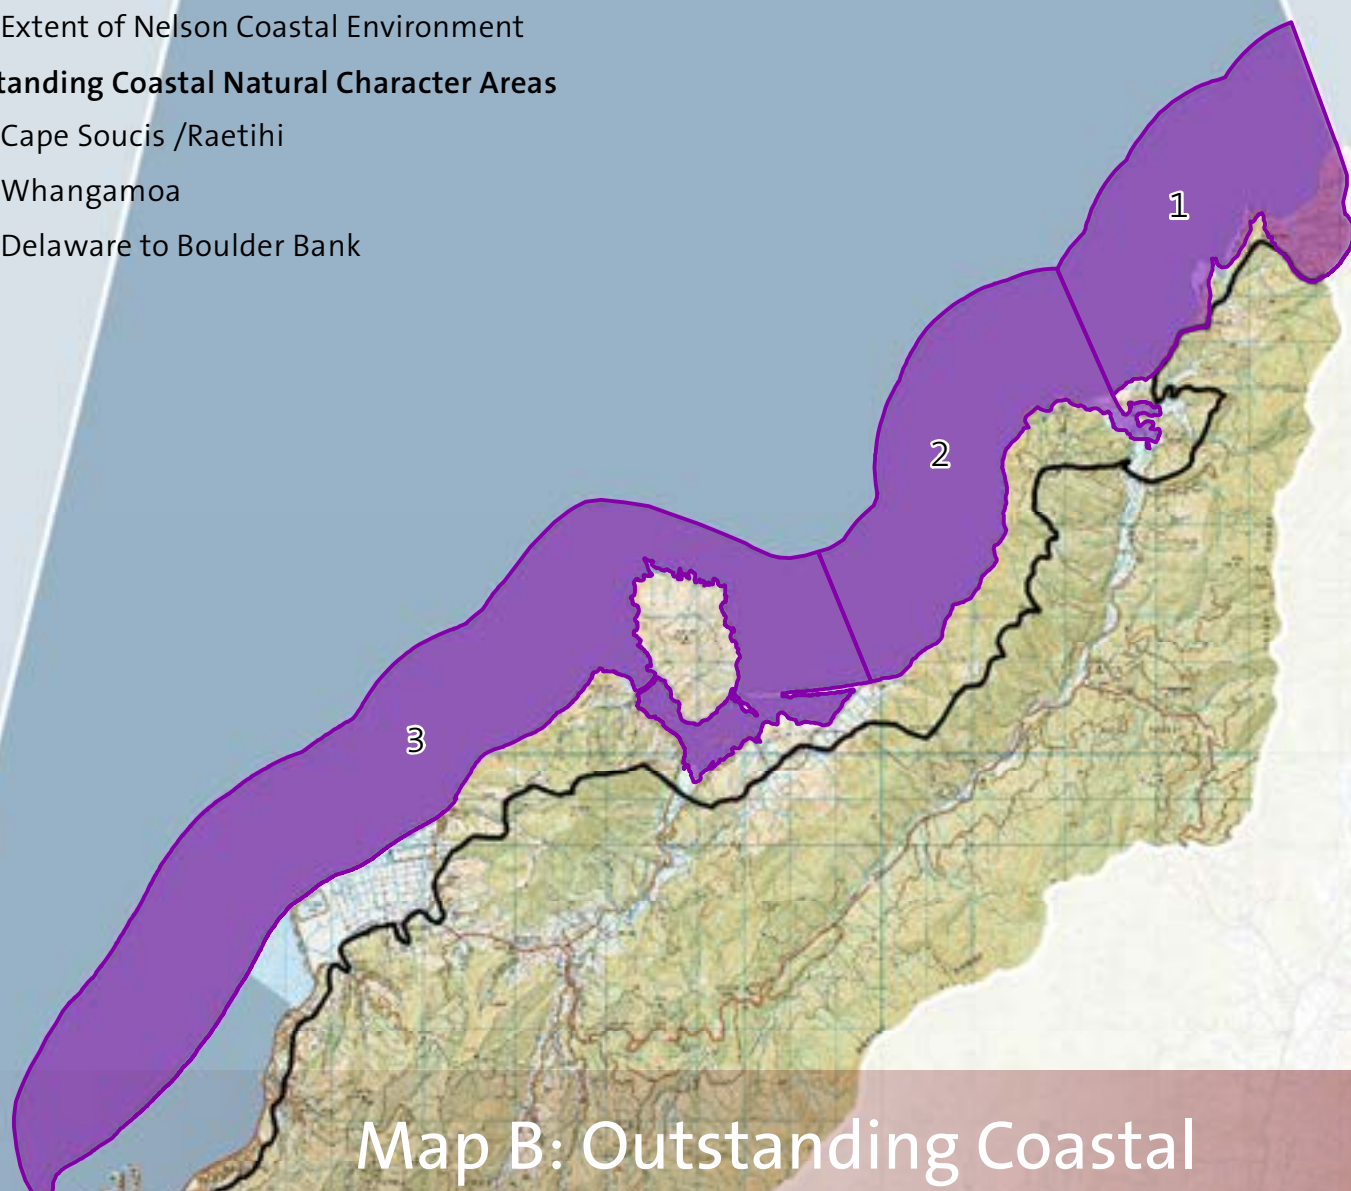 Extent of Nelson Coastal Environment
tanding Coastal Natural Character Areas
Cape Soucis /Raetihi
Whangamoa
Delaware to Boulder Bank
1
2
3
Map B: Outstanding Coastal